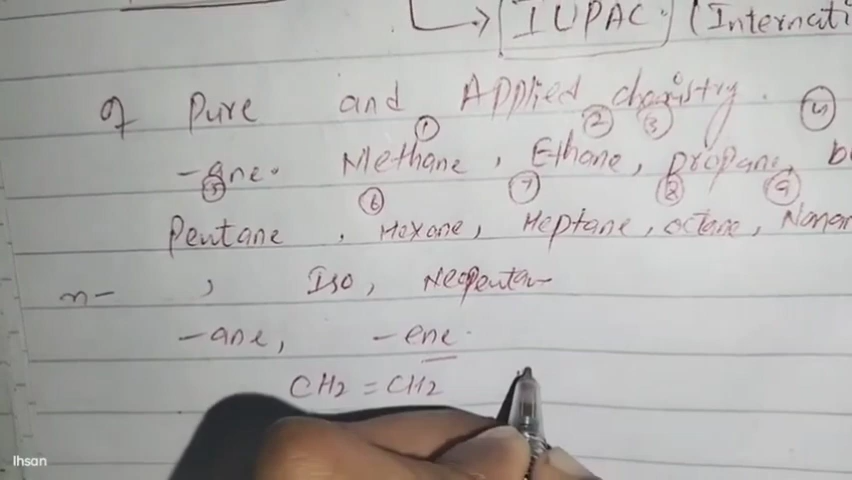 IUPAC. (Internati
of Pure and Applied chemistry.
① ② ③ ④
-ane. Methane, Ethane, propane, b
⑤ ⑥ ⑦ ⑧ ⑨
Pentane, Hexane, Heptane, octane, Nonan
n- , Iso, Neopentan
-ane, -ene.
CH2 = CH2
Ihsan